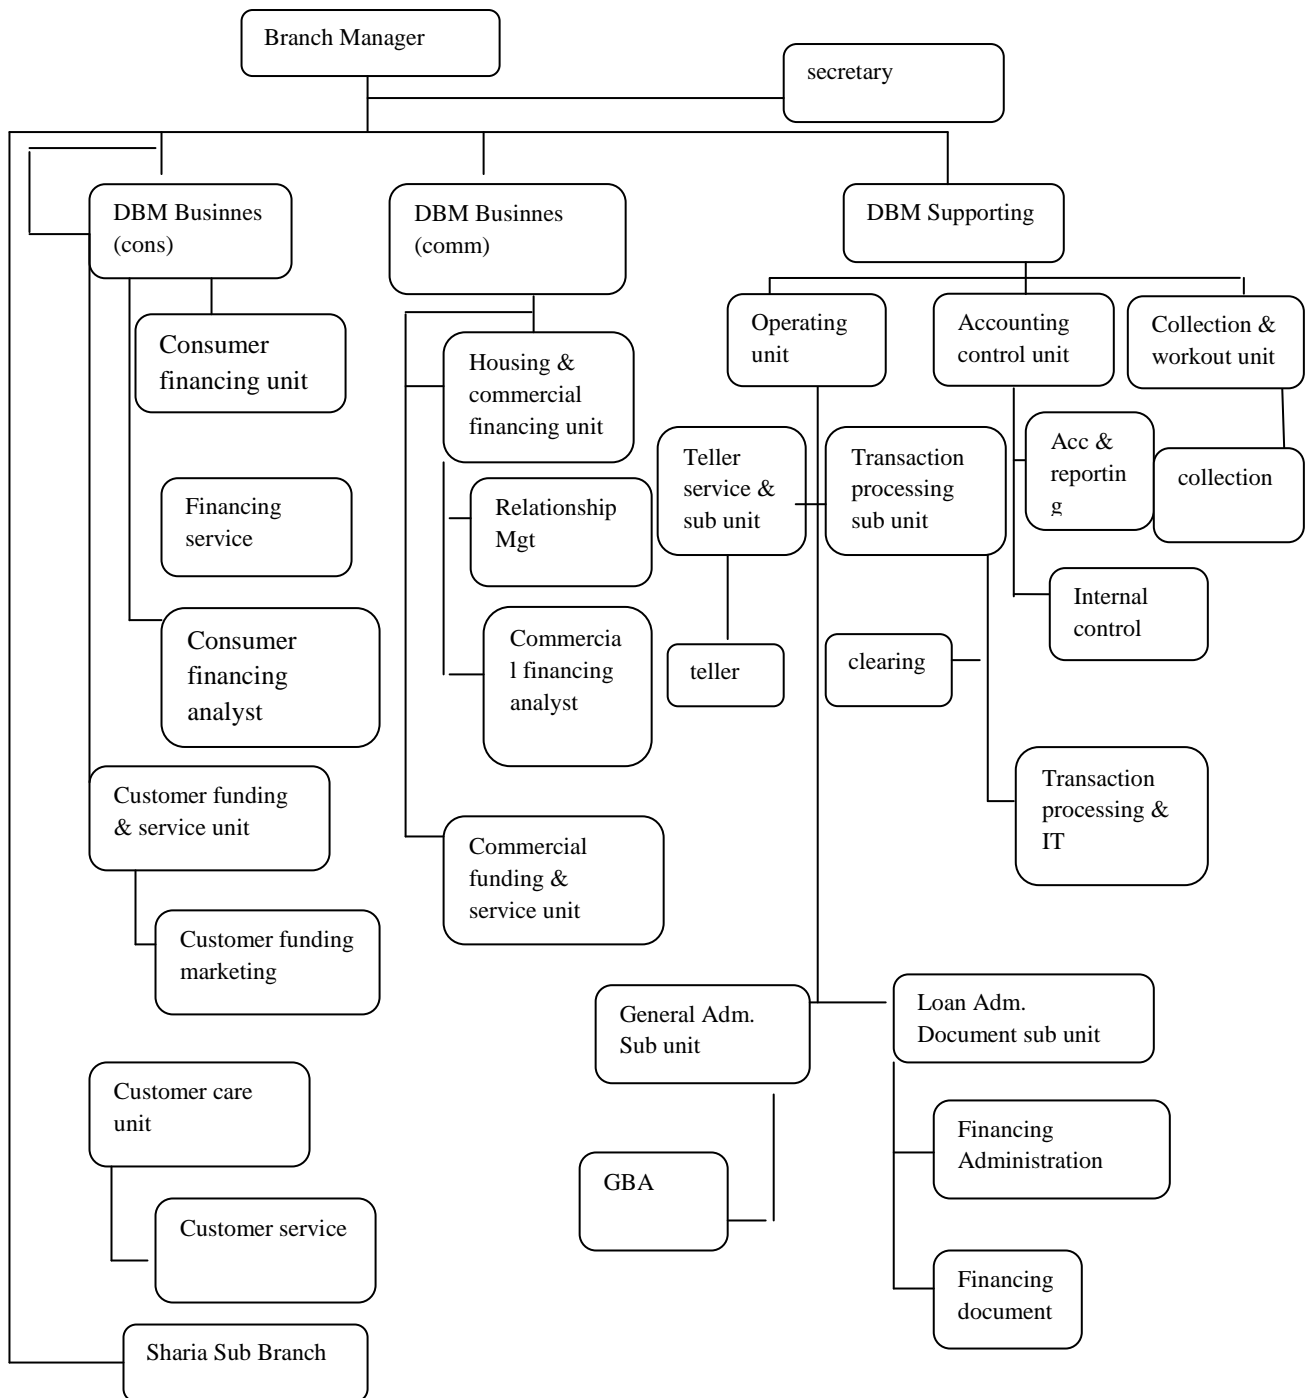 Branch Manager
secretary
DBM Businnes
(cons)
DBM Businnes
(comm)
DBM Supporting
Consumer
financing unit
Housing &
commercial
financing unit
Operating
unit
Accounting
control unit
Collection &
workout unit
Financing
service
Relationship
Mgt
Teller
service &
sub unit
Transaction
processing
sub unit
Acc &
reportin
g
collection
Consumer
financing
analyst
Commercia
l financing
analyst
teller
clearing
Internal
control
Customer funding
& service unit
Commercial
funding &
service unit
Transaction
processing &
IT
Customer funding
marketing
General Adm.
Sub unit
Loan Adm.
Document sub unit
Customer care
unit
GBA
Financing
Administration
Customer service
Financing
document
Sharia Sub Branch